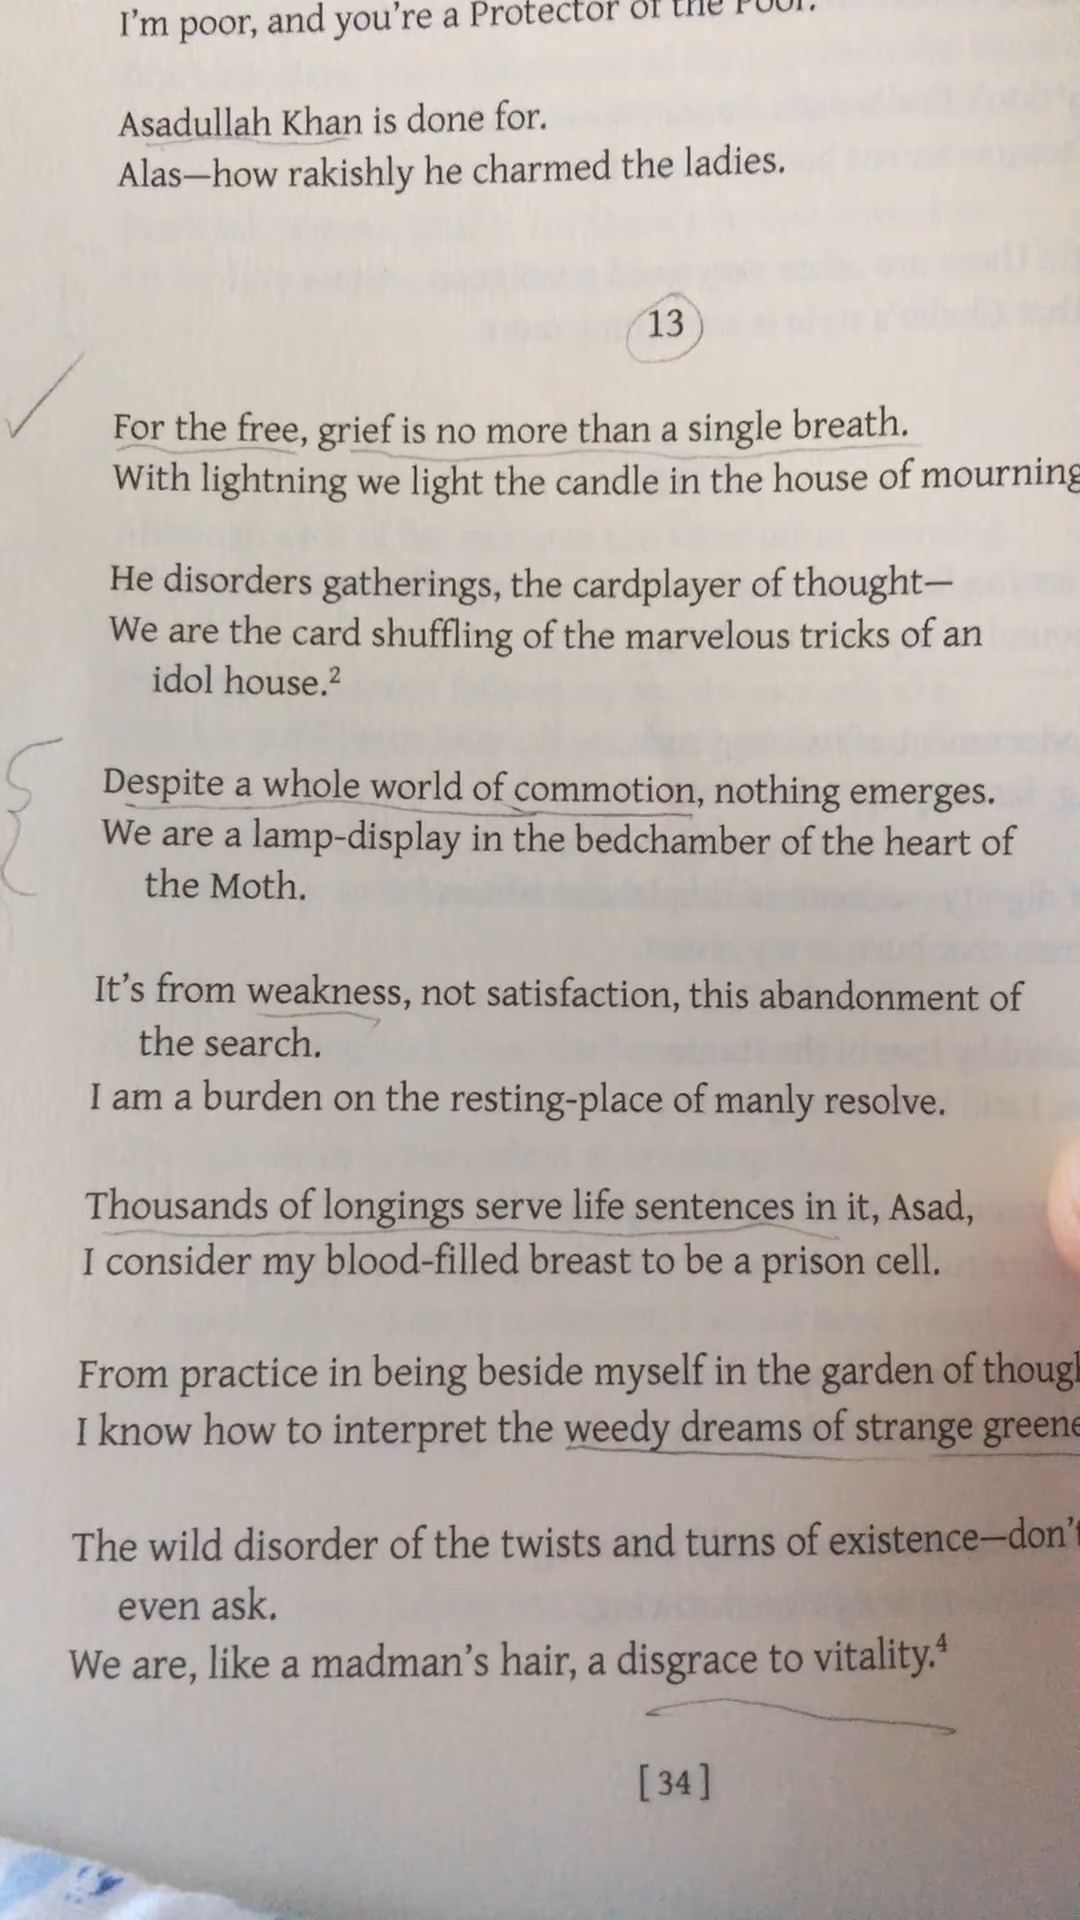 I'm poor, and you're a Protector of the Poor.
Asadullah Khan is done for.
Alas—how rakishly he charmed the ladies.
13
For the free, grief is no more than a single breath.
With lightning we light the candle in the house of mourning
He disorders gatherings, the cardplayer of thought—
We are the card shuffling of the marvelous tricks of an
idol house.²
Despite a whole world of commotion, nothing emerges.
We are a lamp-display in the bedchamber of the heart of
the Moth.
It's from weakness, not satisfaction, this abandonment of
the search.
I am a burden on the resting-place of manly resolve.
Thousands of longings serve life sentences in it, Asad,
I consider my blood-filled breast to be a prison cell.
From practice in being beside myself in the garden of
I know how to interpret the weedy dreams of strange
The wild disorder of the twists and turns of existence—don't
even ask.
We are, like a madman's hair, a disgrace to vitality.⁴
[34]